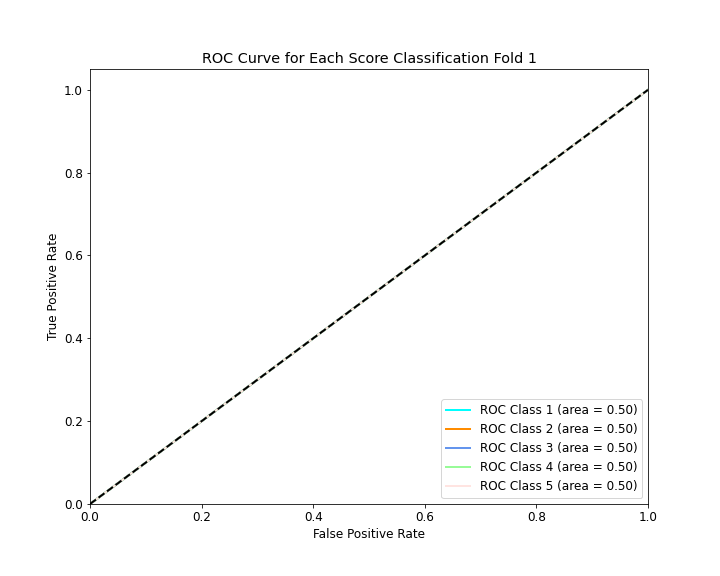 ROC Curve for Each Score Classification Fold 1
1.0
0.8
0.6
0.4
0.2
0.0
True Positive Rate
ROC Class 1 (area = 0.50)
ROC Class 2 (area = 0.50)
ROC Class 3 (area = 0.50)
ROC Class 4 (area = 0.50)
ROC Class 5 (area = 0.50)
0.0 0.2 0.4 0.6 0.8 1.0
False Positive Rate